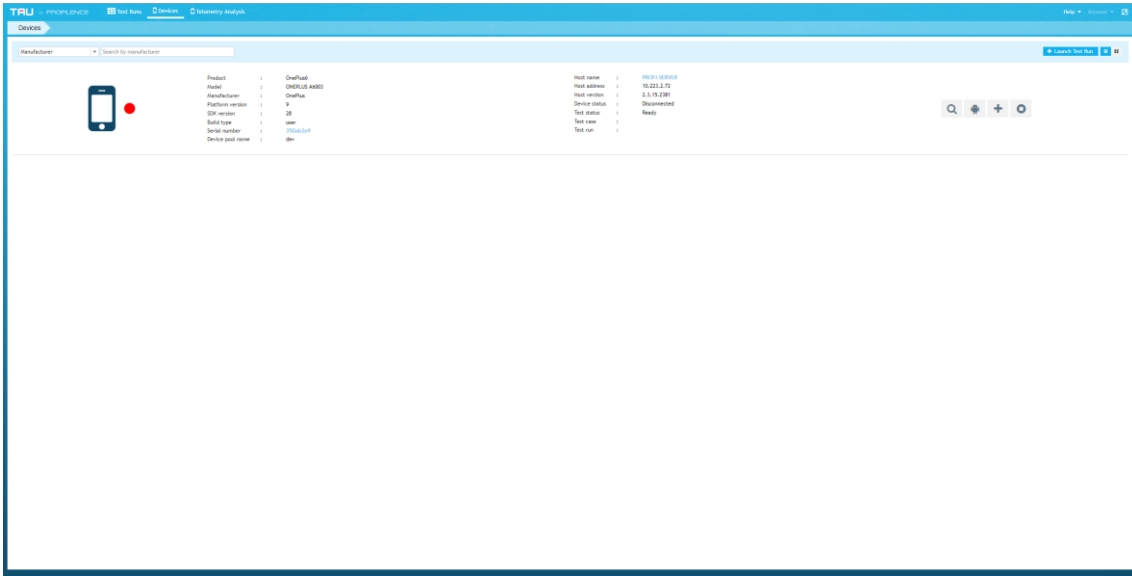 TAU by PROFILENCE Test Runs Devices Telemetry Analysis Help Account
Devices
Manufacturer Search by manufacturer Launch Test Run
Product : OnePlus6
Model : ONEPLUS A6003
Manufacturer : OnePlus
Platform version : 9
SDK version : 28
Build type : user
Serial number :
Device pool name : dev
Host name : PROFI-SERVER
Host address : 10.223.2.72
Host version : 2.3.15.2381
Device status : Disconnected
Test status : Ready
Test case :
Test run :